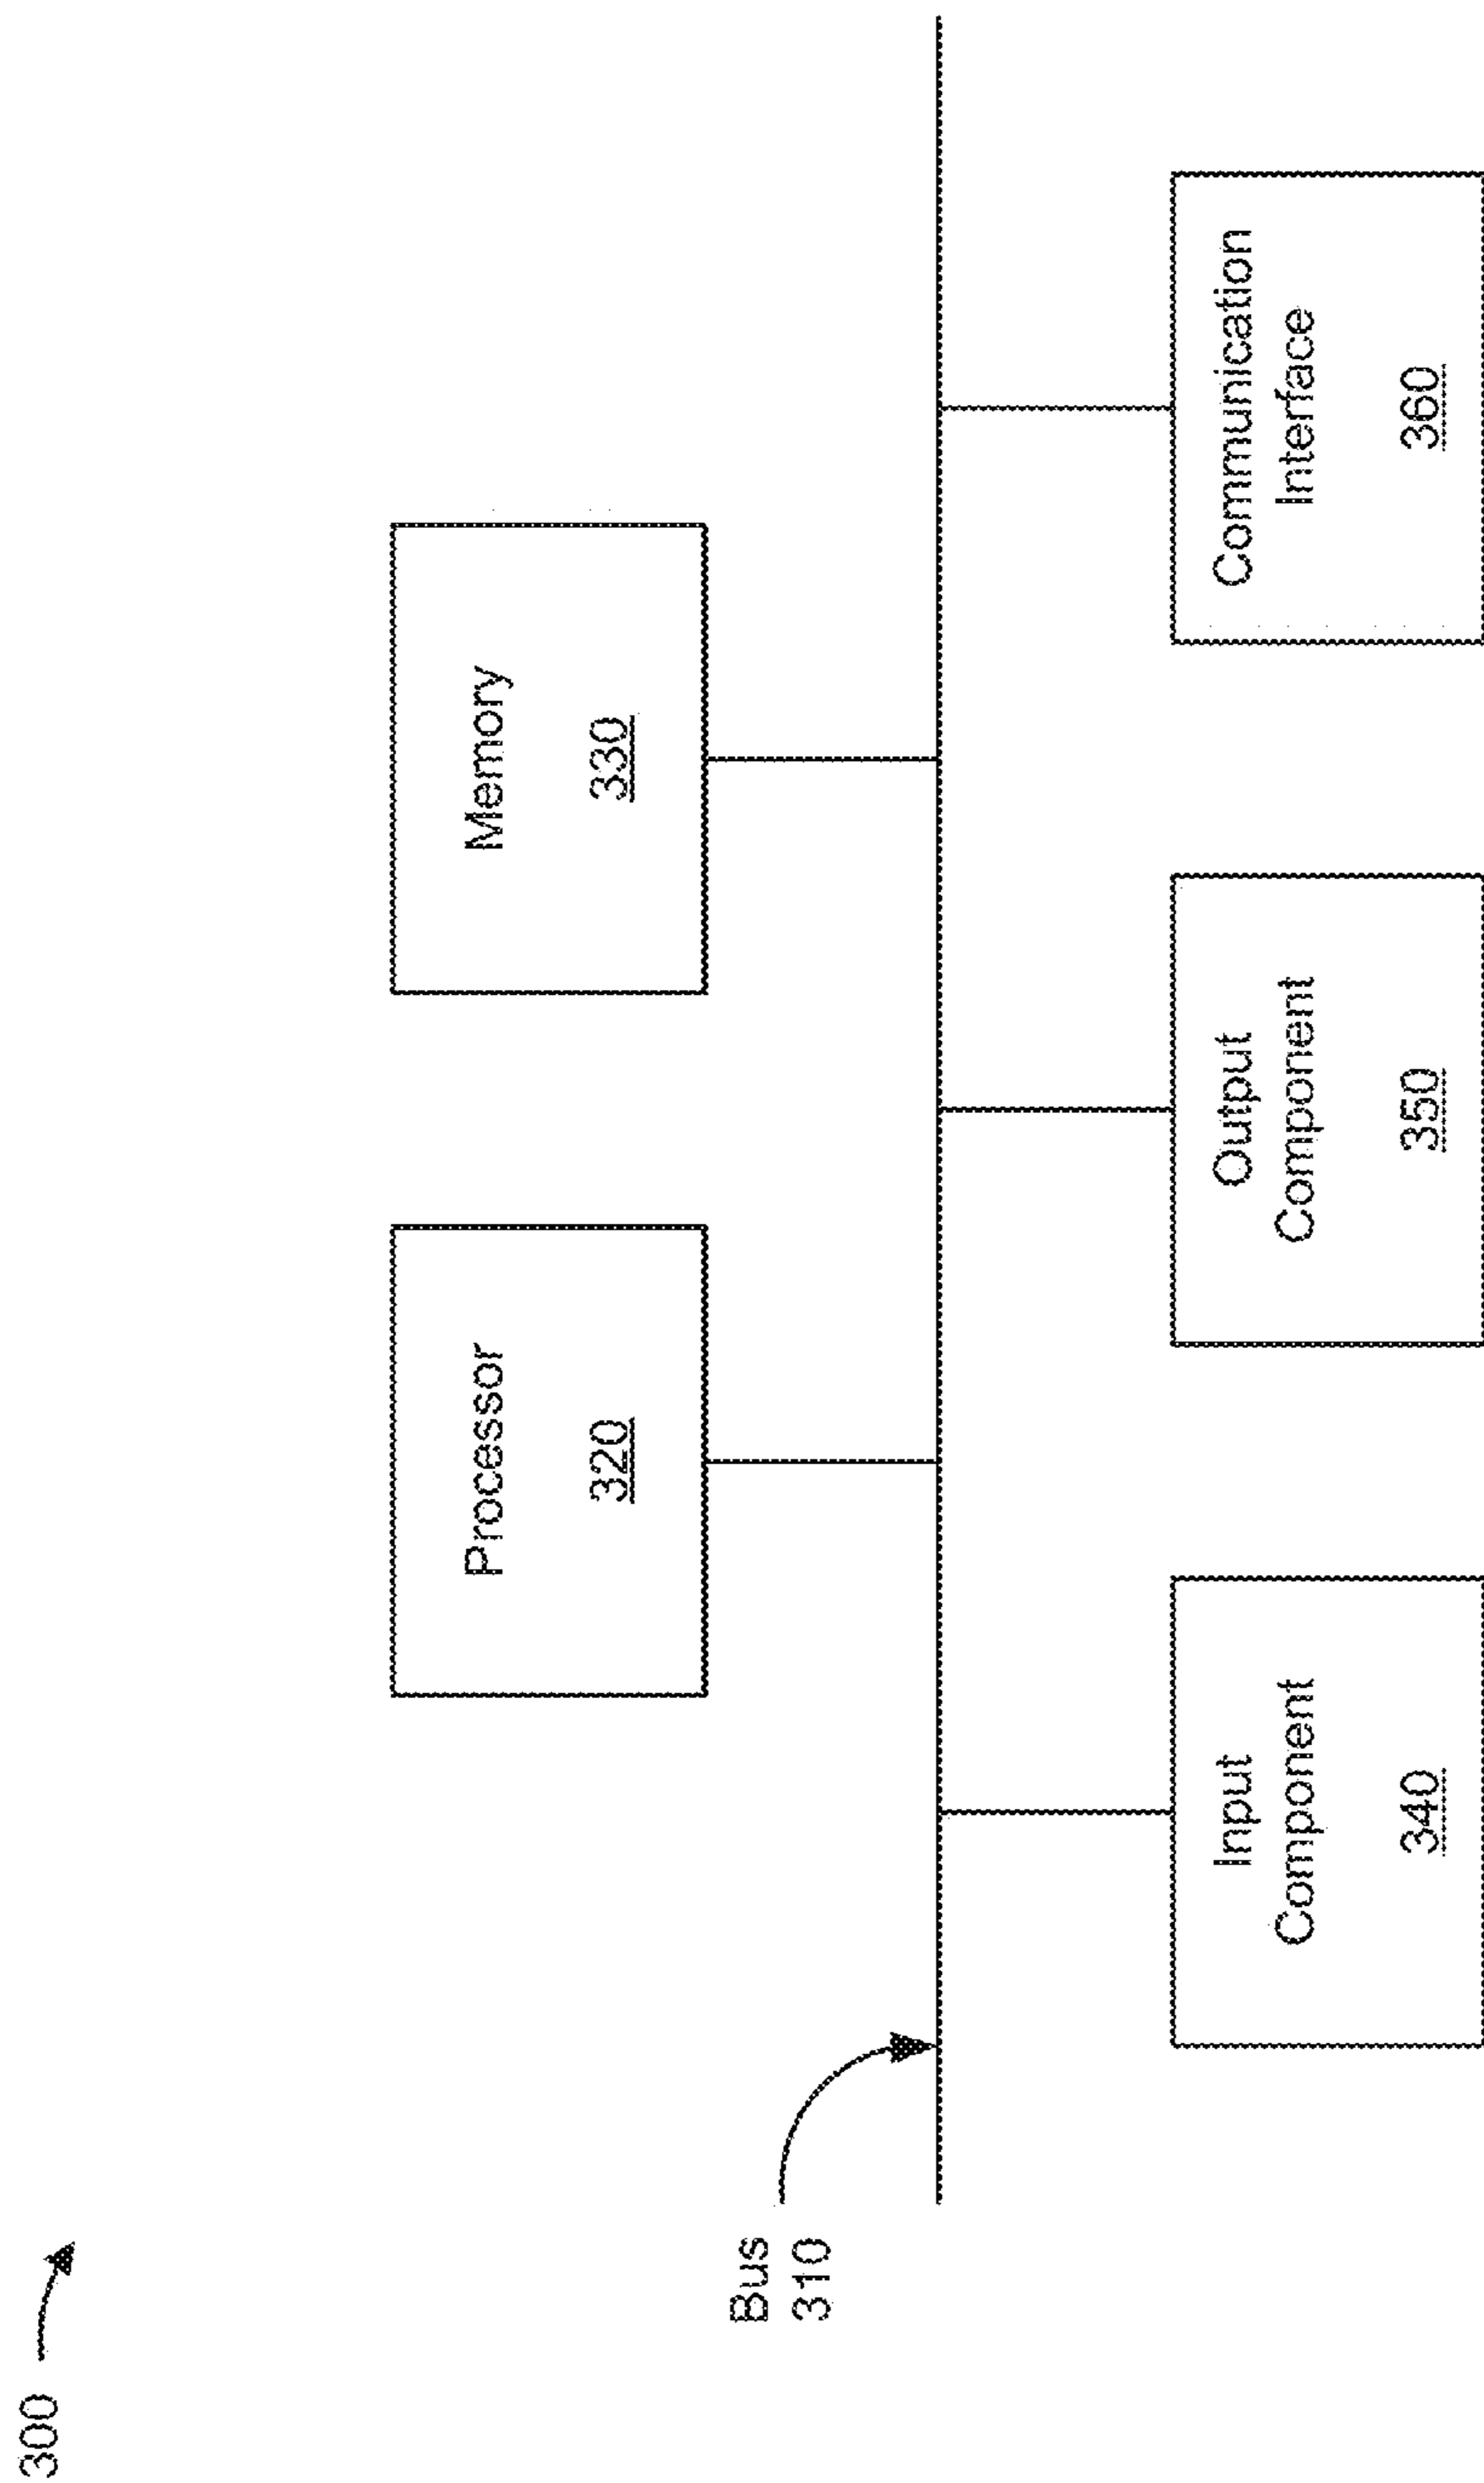 300
Bus
310
Processor
320
Memory
330
Input
Component
340
Output
Component
350
Communication
Interface
360